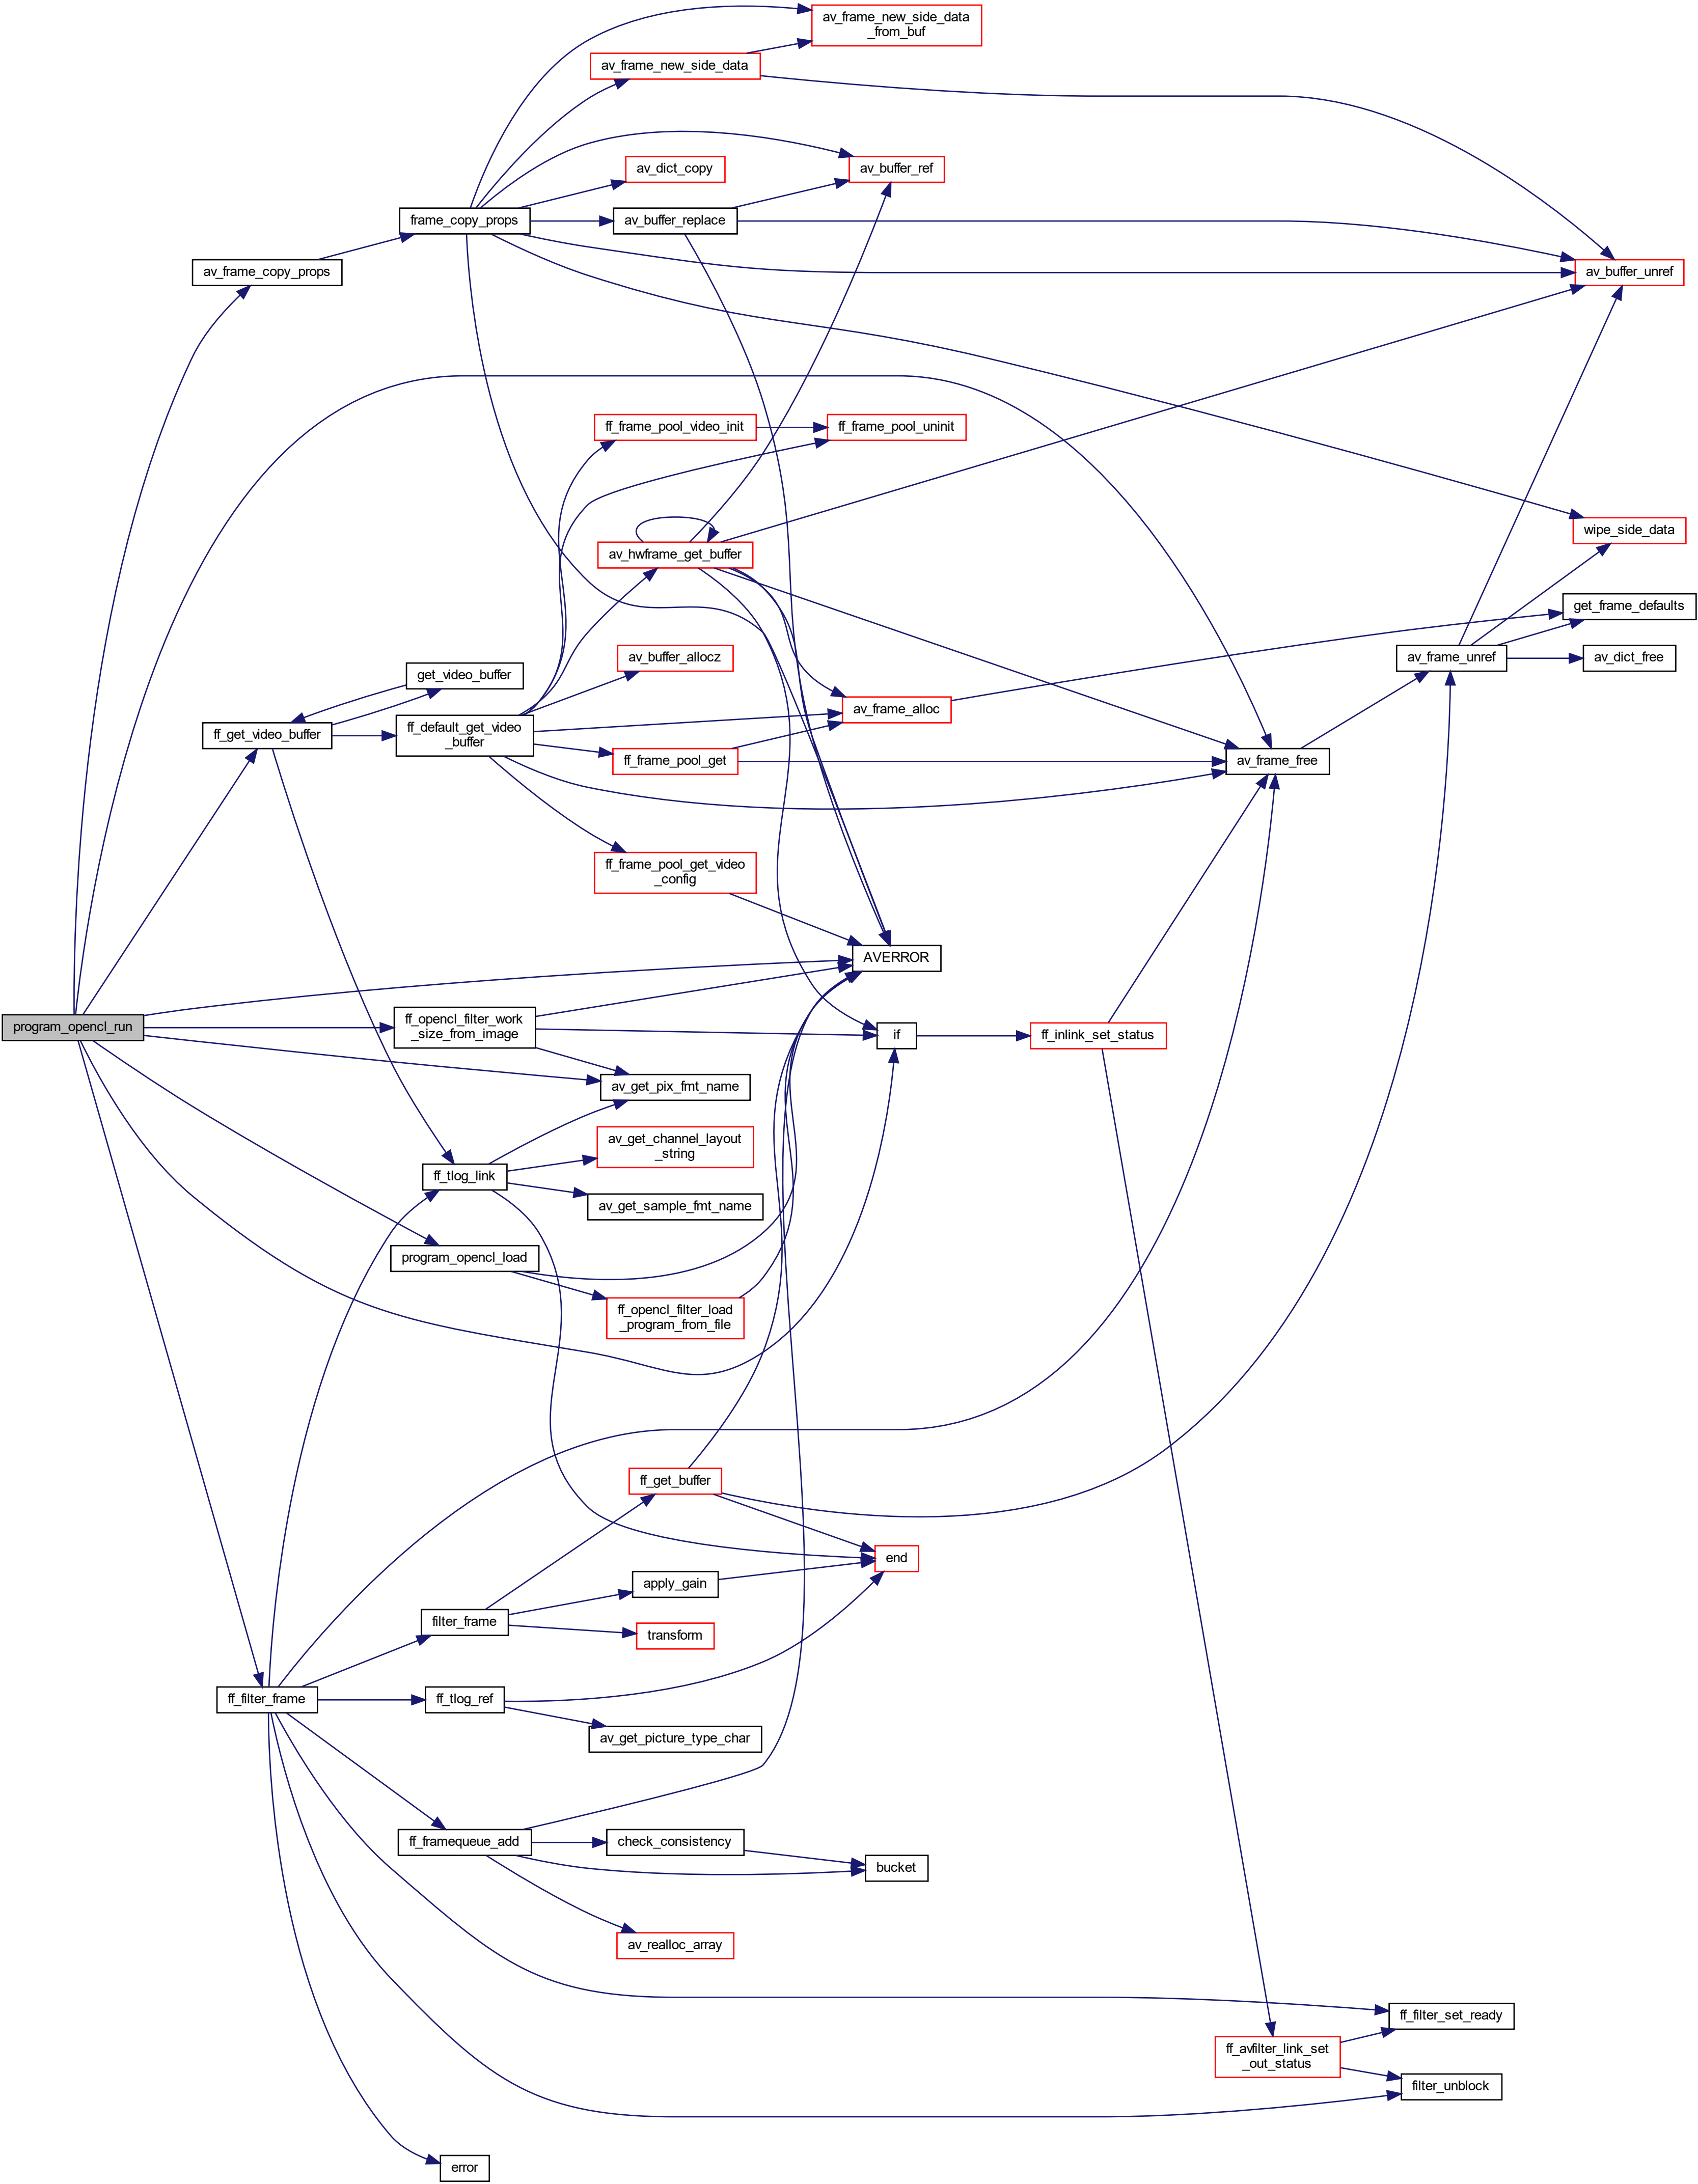 av_frame_new_side_data
_from_buf
av_frame_new_side_data
av_dict_copy
av_buffer_ref
frame_copy_props
av_buffer_replace
av_frame_copy_props
av_buffer_unref
ff_frame_pool_video_init
ff_frame_pool_uninit
wipe_side_data
av_hwframe_get_buffer
get_frame_defaults
av_buffer_allocz
av_frame_unref
av_dict_free
get_video_buffer
av_frame_alloc
ff_get_video_buffer
ff_default_get_video
_buffer
ff_frame_pool_get
av_frame_free
ff_frame_pool_get_video
_config
AVERROR
program_opencl_run
ff_opencl_filter_work
_size_from_image
if
ff_inlink_set_status
av_get_pix_fmt_name
av_get_channel_layout
_string
ff_tlog_link
av_get_sample_fmt_name
program_opencl_load
ff_opencl_filter_load
_program_from_file
ff_get_buffer
end
apply_gain
filter_frame
transform
ff_filter_frame
ff_tlog_ref
av_get_picture_type_char
ff_framequeue_add
check_consistency
bucket
av_realloc_array
ff_filter_set_ready
ff_avfilter_link_set
_out_status
filter_unblock
error